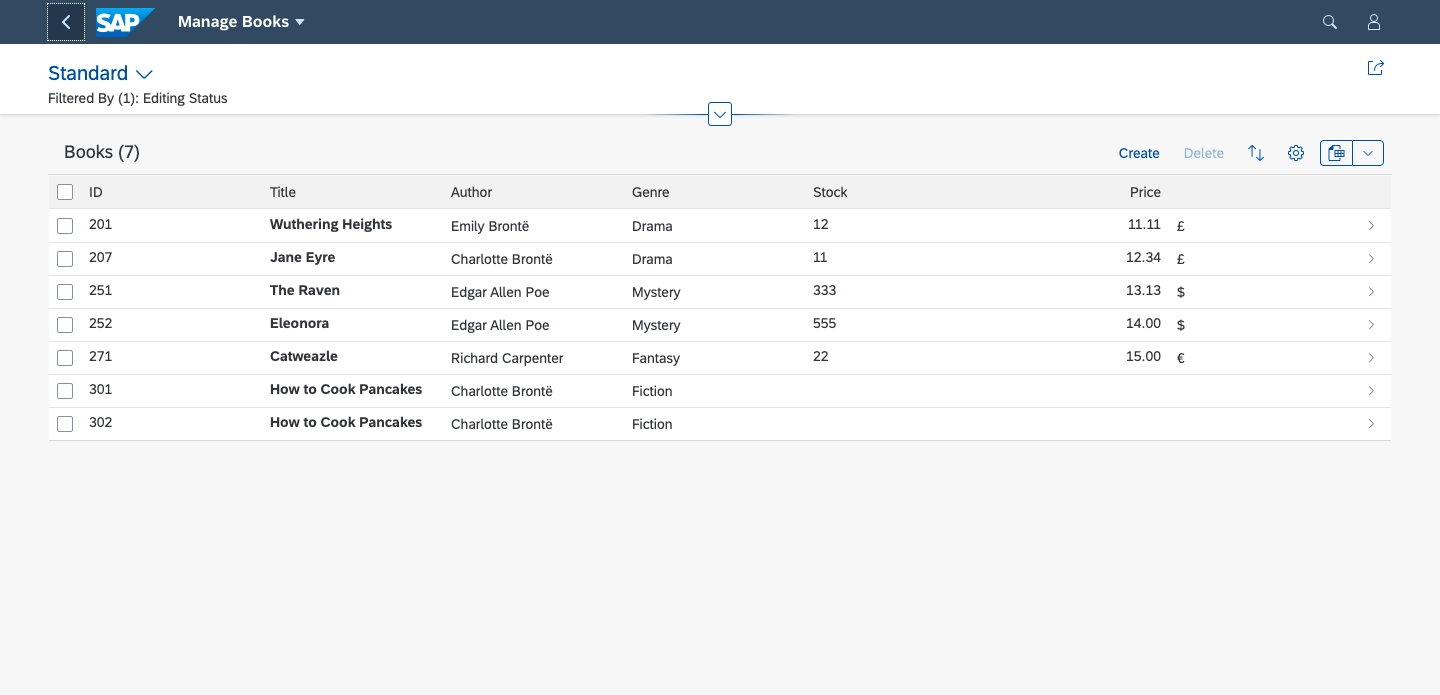 SAP Manage Books
Standard
Filtered By (1): Editing Status
Books (7) Create Delete
ID Title Author Genre Stock Price
201 Wuthering Heights Emily Brontë Drama 12 11.11 £
207 Jane Eyre Charlotte Brontë Drama 11 12.34 £
251 The Raven Edgar Allen Poe Mystery 333 13.13 $
252 Eleonora Edgar Allen Poe Mystery 555 14.00 $
271 Catweazle Richard Carpenter Fantasy 22 15.00 €
301 How to Cook Pancakes Charlotte Brontë Fiction
302 How to Cook Pancakes Charlotte Brontë Fiction